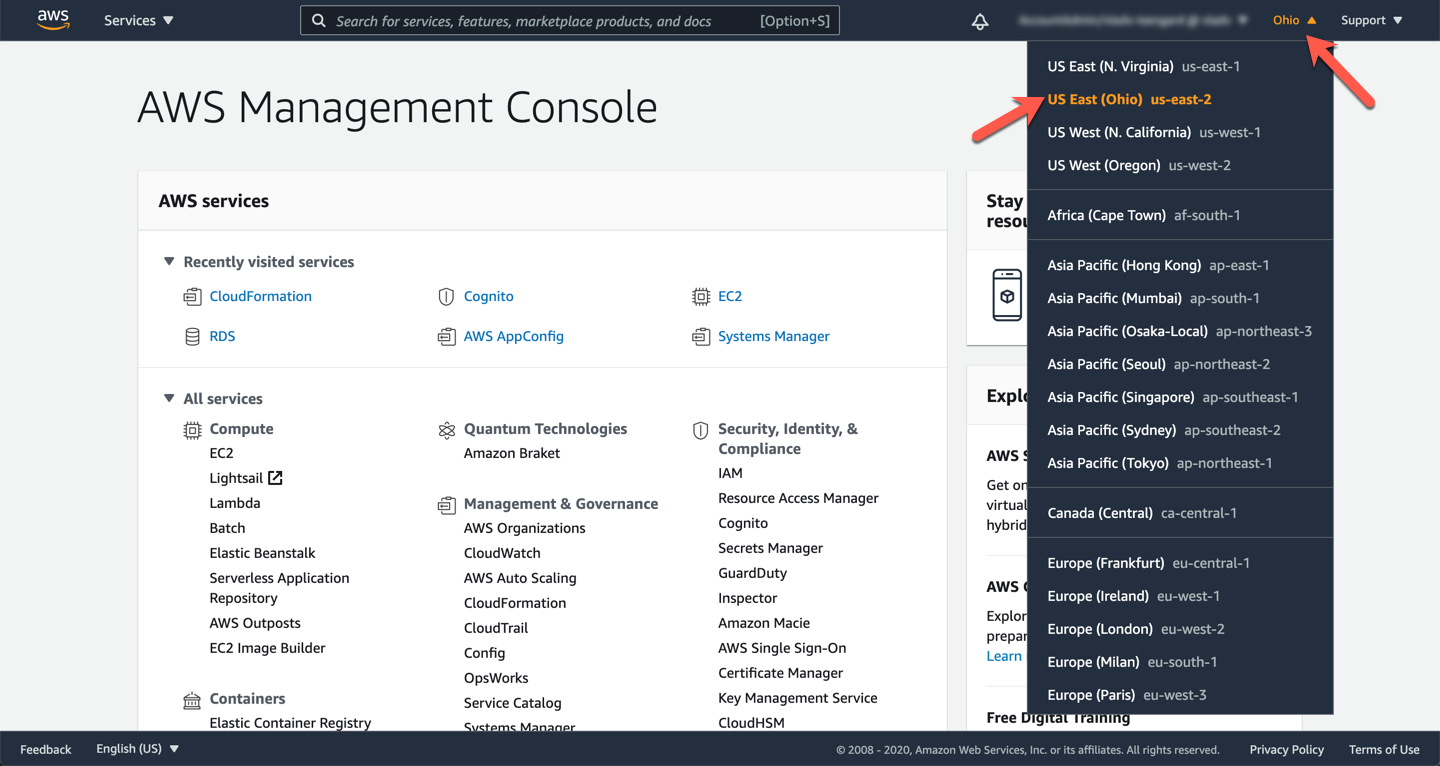 aws
Services
Search for services, features, marketplace products, and docs [Option+S]
Ohio
Support
AWS Management Console
AWS services
Recently visited services
CloudFormation
Cognito
EC2
RDS
AWS AppConfig
Systems Manager
All services
Compute
EC2
Lightsail
Lambda
Batch
Elastic Beanstalk
Serverless Application
Repository
AWS Outposts
EC2 Image Builder
Containers
Elastic Container Registry
Quantum Technologies
Amazon Braket
Management & Governance
AWS Organizations
CloudWatch
AWS Auto Scaling
CloudFormation
CloudTrail
Config
OpsWorks
Service Catalog
Systems Manager
Security, Identity, &
Compliance
IAM
Resource Access Manager
Cognito
Secrets Manager
GuardDuty
Inspector
Amazon Macie
AWS Single Sign-On
Certificate Manager
Key Management Service
CloudHSM
Stay
resou
Explo
AWS S
Get on
virtual
hybrid
AWS C
Explor
prepar
Learn
Free Digital Training
US East (N. Virginia) us-east-1
US East (Ohio) us-east-2
US West (N. California) us-west-1
US West (Oregon) us-west-2
Africa (Cape Town) af-south-1
Asia Pacific (Hong Kong) ap-east-1
Asia Pacific (Mumbai) ap-south-1
Asia Pacific (Osaka-Local) ap-northeast-3
Asia Pacific (Seoul) ap-northeast-2
Asia Pacific (Singapore) ap-southeast-1
Asia Pacific (Sydney) ap-southeast-2
Asia Pacific (Tokyo) ap-northeast-1
Canada (Central) ca-central-1
Europe (Frankfurt) eu-central-1
Europe (Ireland) eu-west-1
Europe (London) eu-west-2
Europe (Milan) eu-south-1
Europe (Paris) eu-west-3
Feedback
English (US)
© 2008 - 2020, Amazon Web Services, Inc. or its affiliates. All rights reserved.
Privacy Policy
Terms of Use